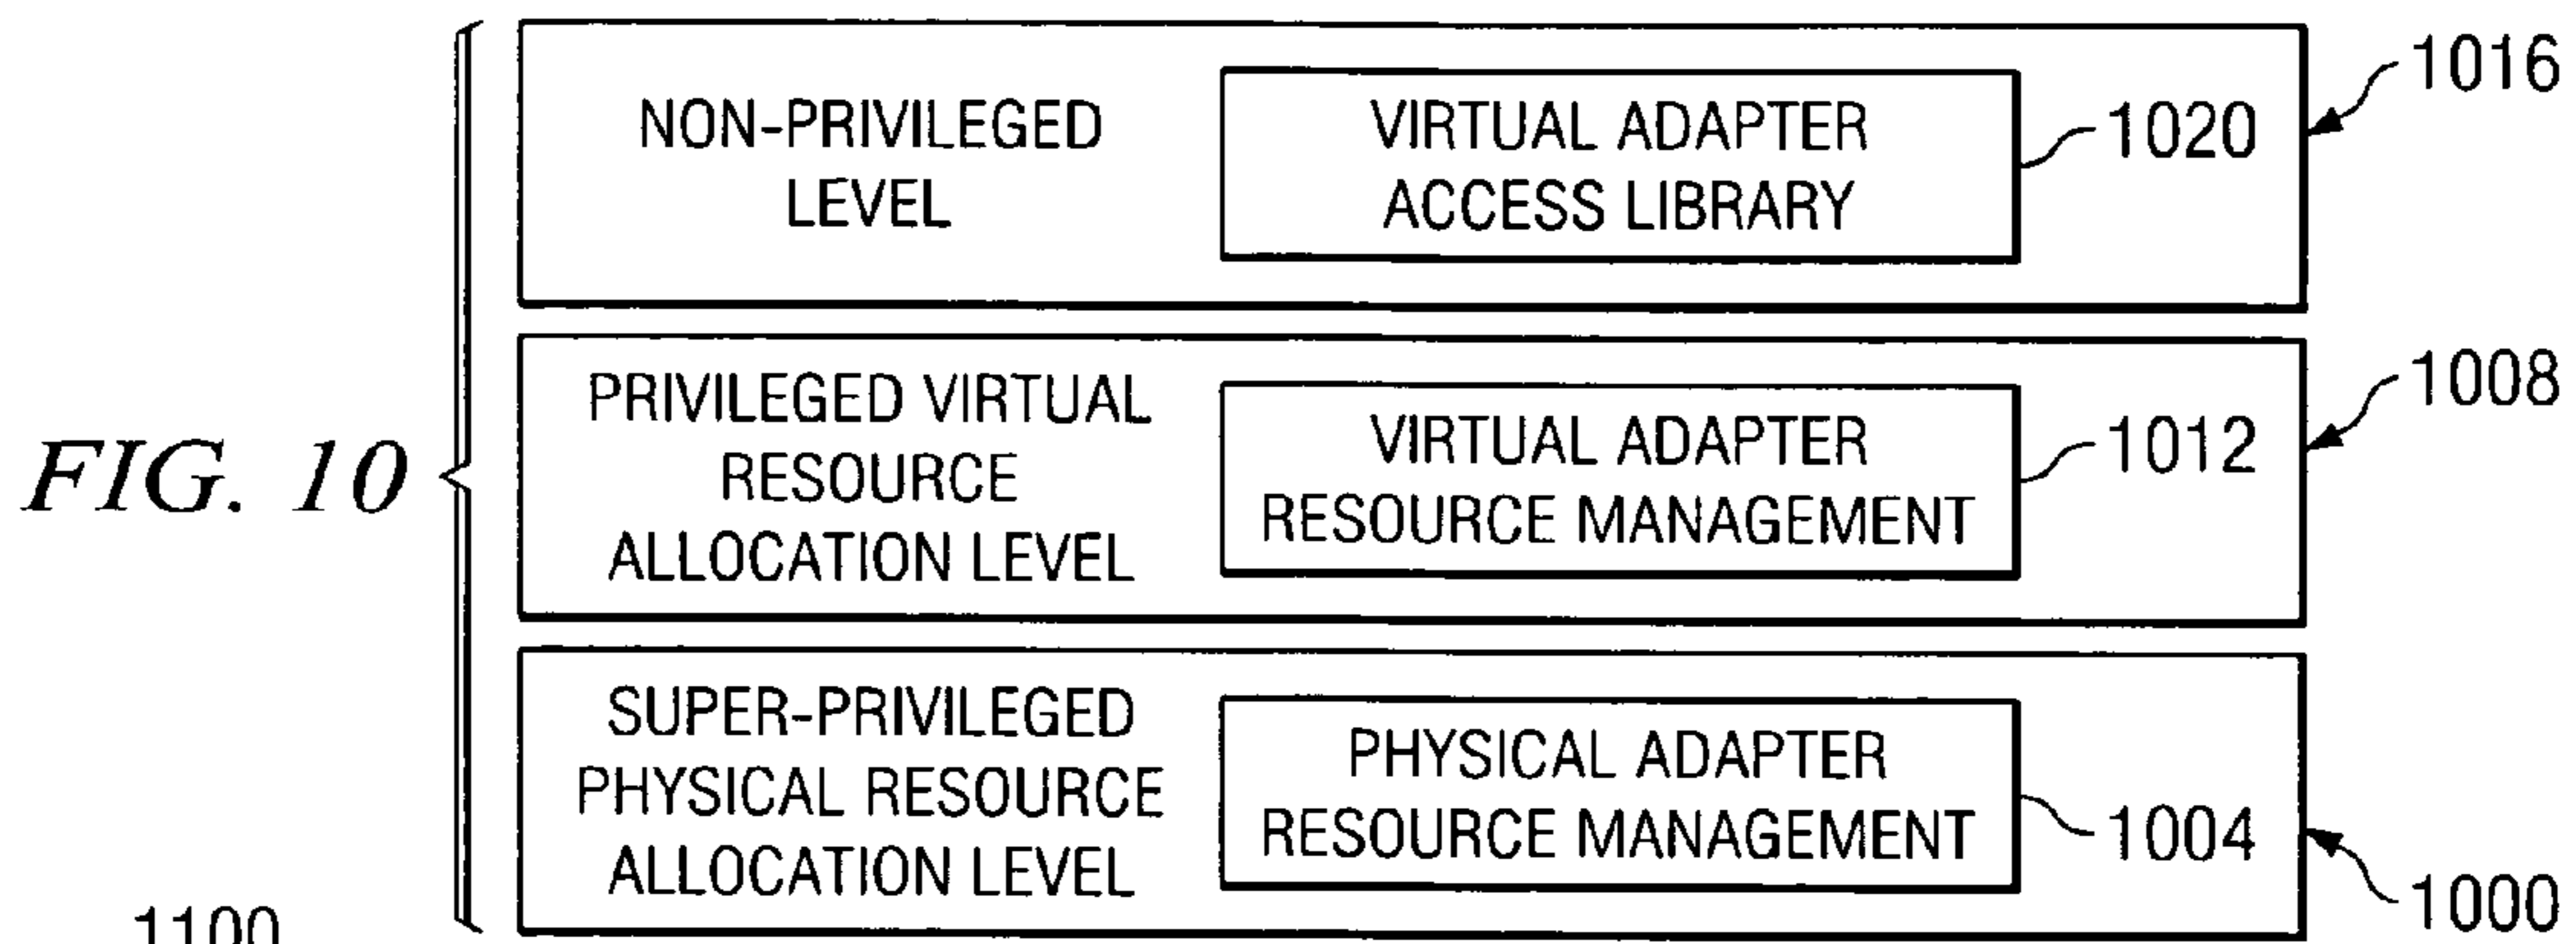 FIG. 10
NON-PRIVILEGED
LEVEL
VIRTUAL ADAPTER
ACCESS LIBRARY
1020
1016
PRIVILEGED VIRTUAL
RESOURCE
ALLOCATION LEVEL
VIRTUAL ADAPTER
RESOURCE MANAGEMENT
1012
1008
SUPER-PRIVILEGED
PHYSICAL RESOURCE
ALLOCATION LEVEL
PHYSICAL ADAPTER
RESOURCE MANAGEMENT
1004
1000
1100